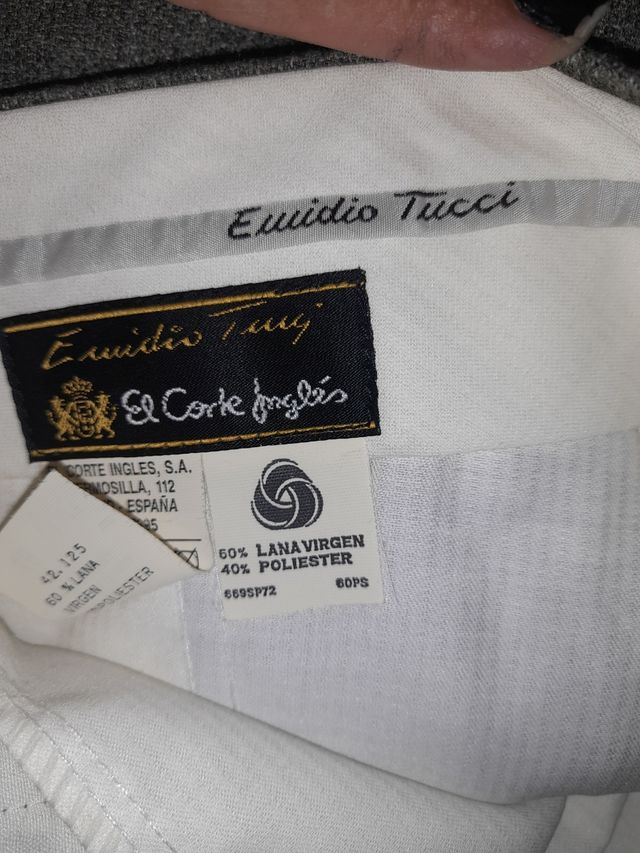 Emidio Tucci
Emidio Tucci
El Corte Inglés
CORTE INGLES, S.A.
RMOSILLA, 112
ESPAÑA
42.125
60 % LANA
VIRGEN
POLIESTER
60% LANA VIRGEN
40% POLIESTER
669SP72 60PS